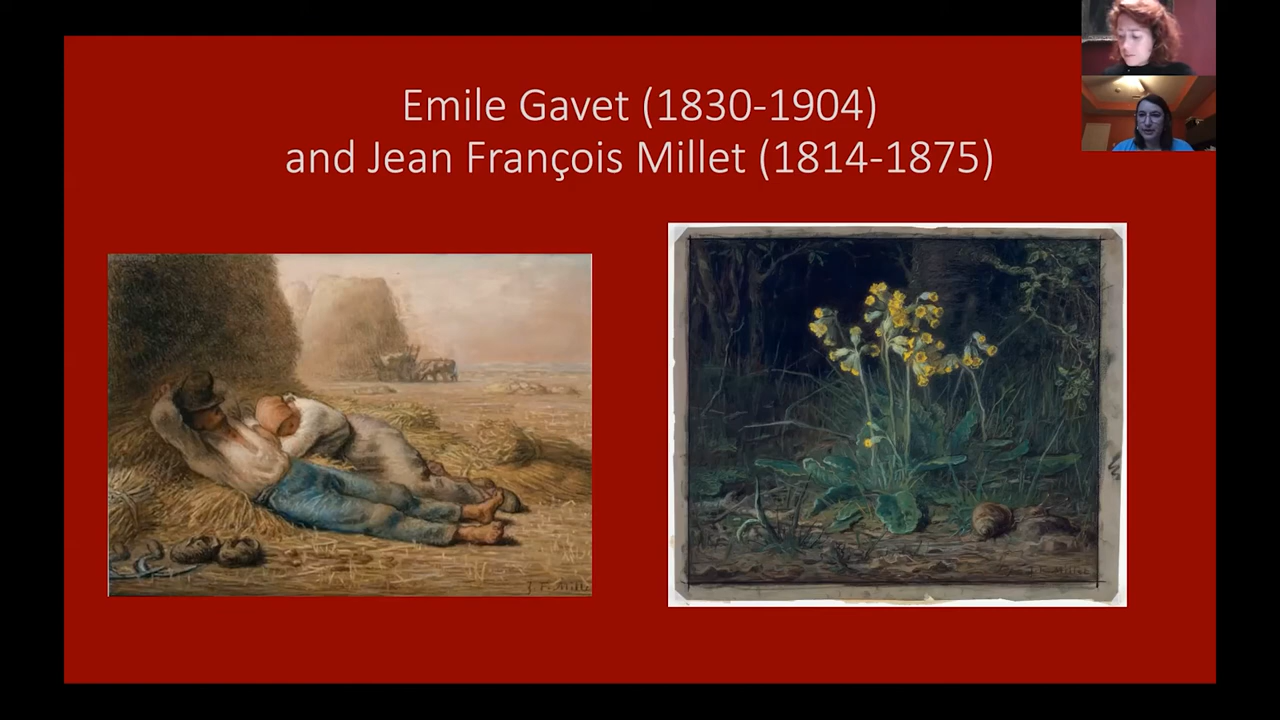 Emile Gavet (1830-1904)
and Jean François Millet (1814-1875)